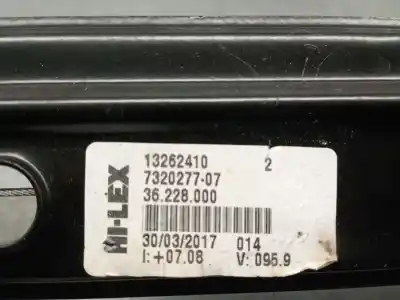 HI-LEX
13262410 2
7320277-07
36.228.000
30/03/2017 014
I: +07.08 V: 095.9